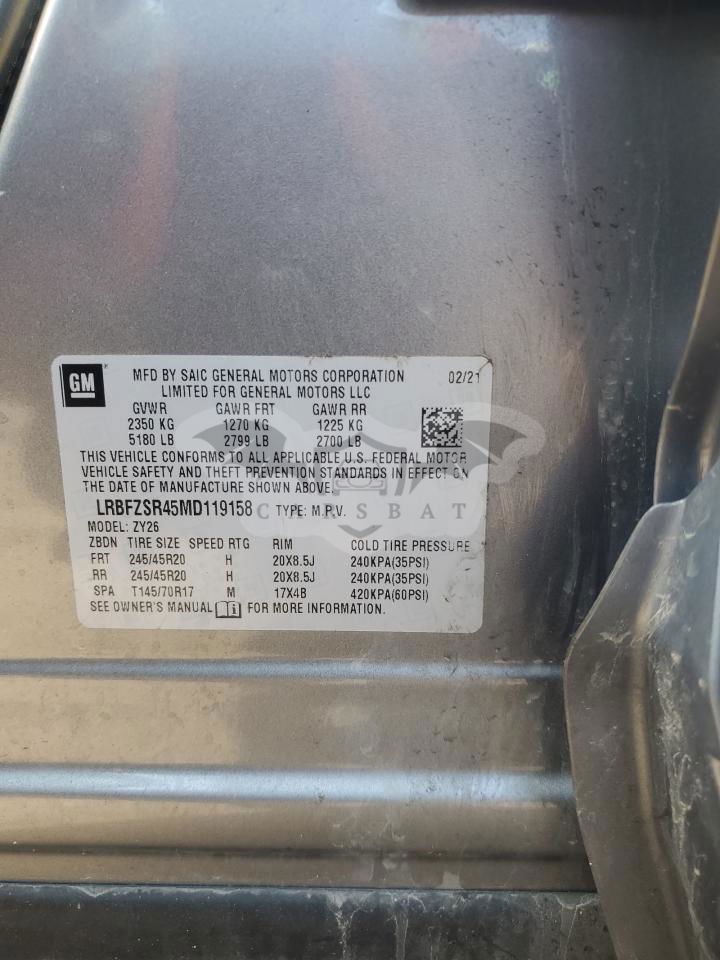 GM
MFD BY SAIC GENERAL MOTORS CORPORATION 02/21
LIMITED FOR GENERAL MOTORS LLC
GVWR GAWR FRT GAWR RR
2350 KG 1270 KG 1225 KG
5180 LB 2799 LB 2700 LB
THIS VEHICLE CONFORMS TO ALL APPLICABLE U.S. FEDERAL MOTOR
VEHICLE SAFETY AND THEFT PREVENTION STANDARDS IN EFFECT ON
THE DATE OF MANUFACTURE SHOWN ABOVE.
LRBFZSR45MD119158 TYPE: M.P.V.
CARSBAT
MODEL: ZY26
ZBDN TIRE SIZE SPEED RTG RIM COLD TIRE PRESSURE
FRT 245/45R20 H 20X8.5J 240KPA(35PSI)
RR 245/45R20 H 20X8.5J 240KPA(35PSI)
SPA T145/70R17 M 17X4B 420KPA(60PSI)
SEE OWNER'S MANUAL FOR MORE INFORMATION.